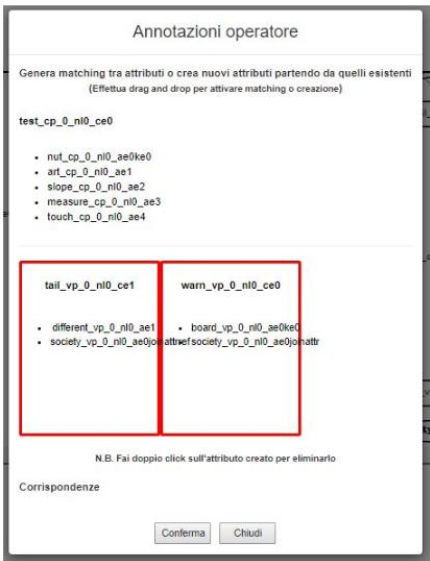 Annotazioni operatore
Genera matching tra attributi o crea nuovi attributi partendo da quelli esistenti
(Effettua drag and drop per attivare matching o creazione)
test_cp_0_nl0_ce0
• nut_cp_0_nl0_ae0ke0
• art_cp_0_nl0_ae1
• slope_cp_0_nl0_ae2
• measure_cp_0_nl0_ae3
• touch_cp_0_nl0_ae4
tail_vp_0_nl0_ce1
• different_vp_0_nl0_ae1
• society_vp_0_nl0_ae0joinattref
warn_vp_0_nl0_ce0
• board_vp_0_nl0_ae0ke0
society_vp_0_nl0_ae0joinattr
N.B. Fai doppio click sull'attributo creato per eliminarlo
Corrispondenze
Conferma Chiudi